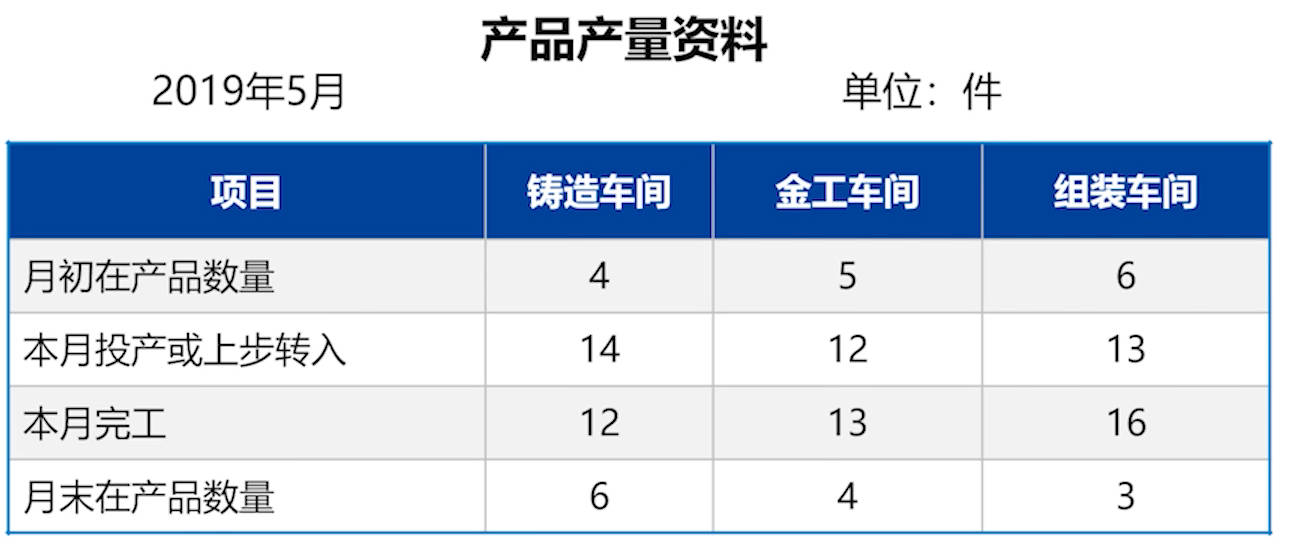 产品产量资料
2019年5月 单位：件
项目 铸造车间 金工车间 组装车间
月初在产品数量 4 5 6
本月投产或上步转入 14 12 13
本月完工 12 13 16
月末在产品数量 6 4 3